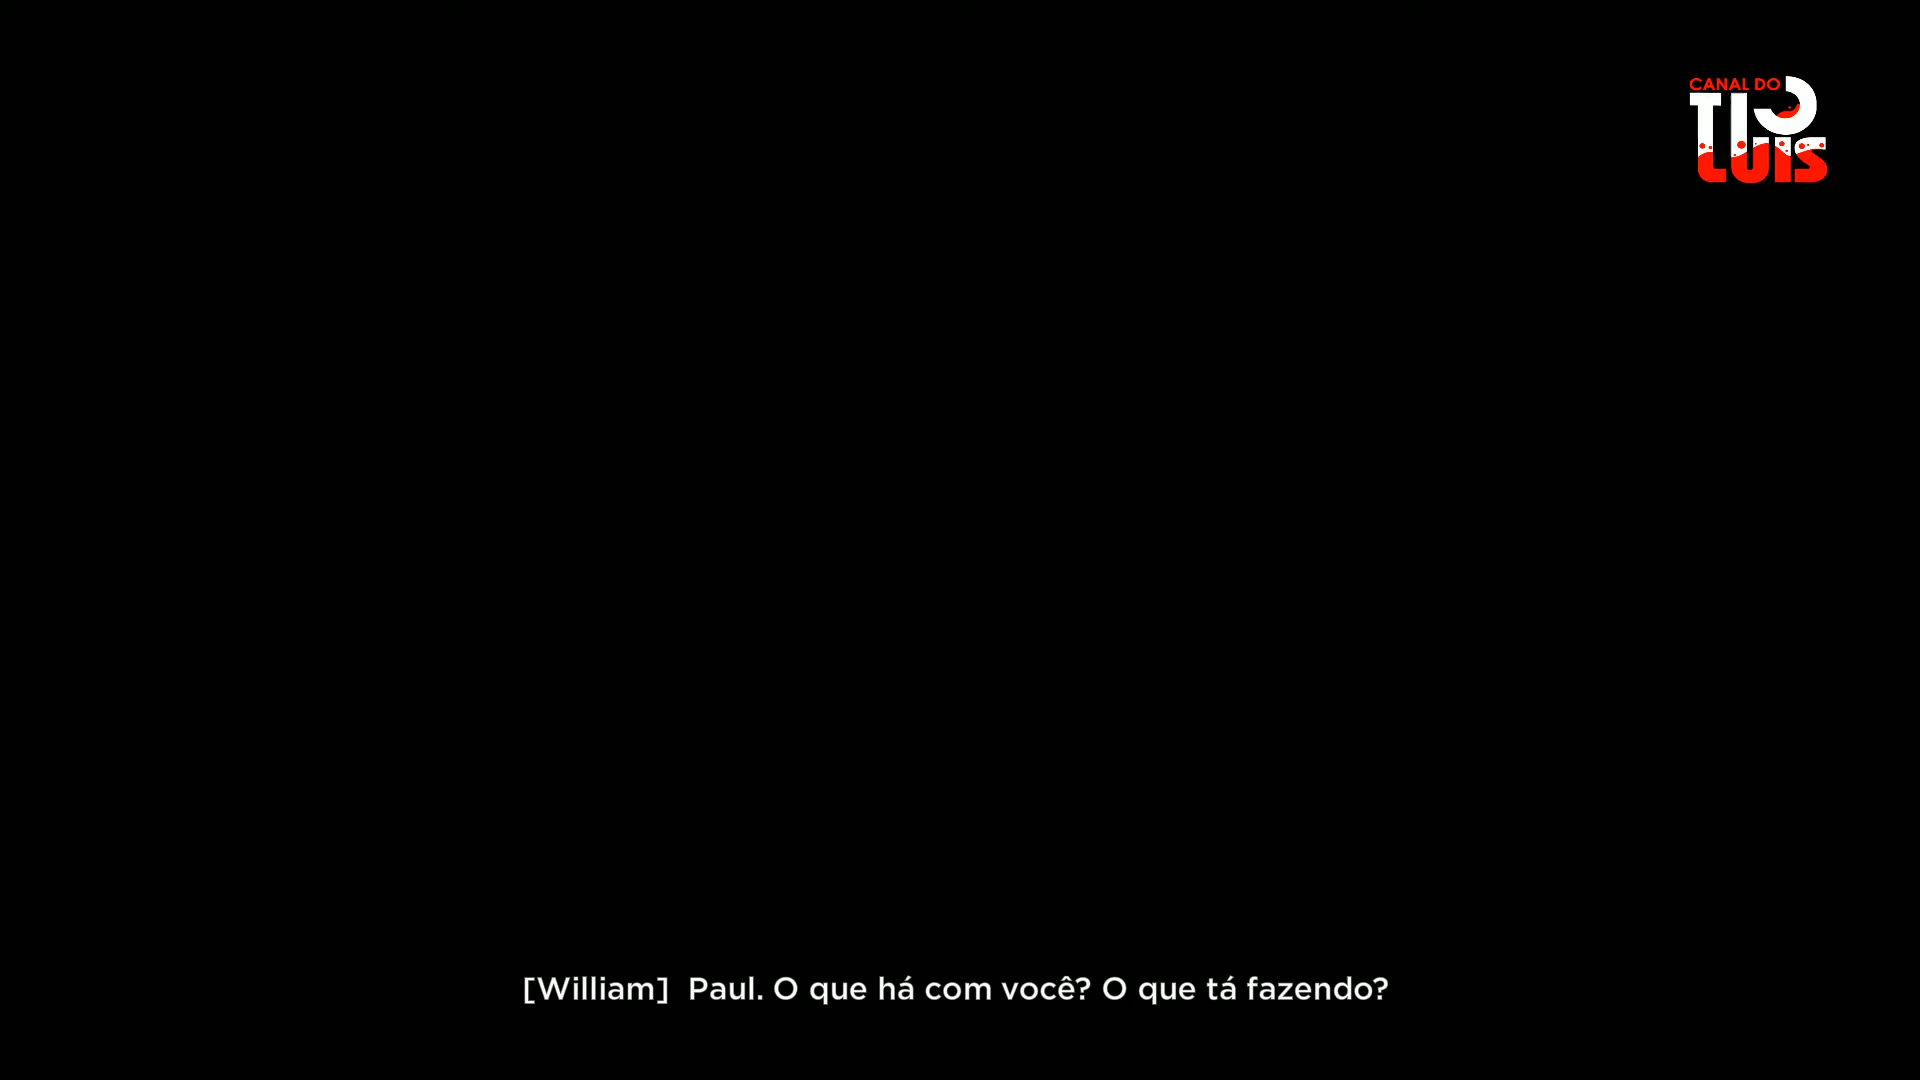 CANAL DO
TIO
LUIS
[William] Paul. O que há com você? O que tá fazendo?